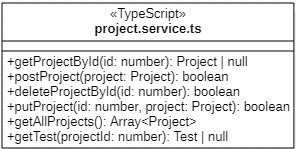 «TypeScript»
project.service.ts
+getProjectById(id: number): Project | null
+postProject(project: Project): boolean
+deleteProjectById(id: number): boolean
+putProject(id: number, project: Project): boolean
+getAllProjects(): Array<Project>
+getTest(projectId: number): Test | null